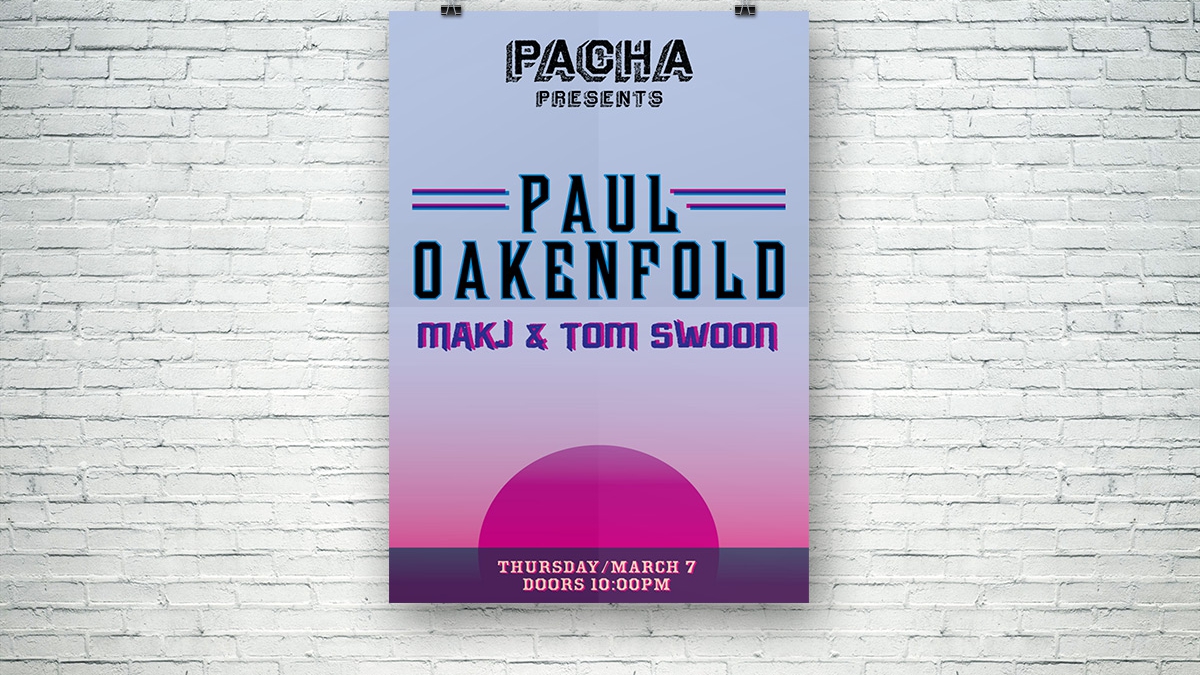 PACHA
PRESENTS
PAUL
OAKENFOLD
MAKJ & TOM SWOON
THURSDAY/MARCH 7
DOORS 10:00PM